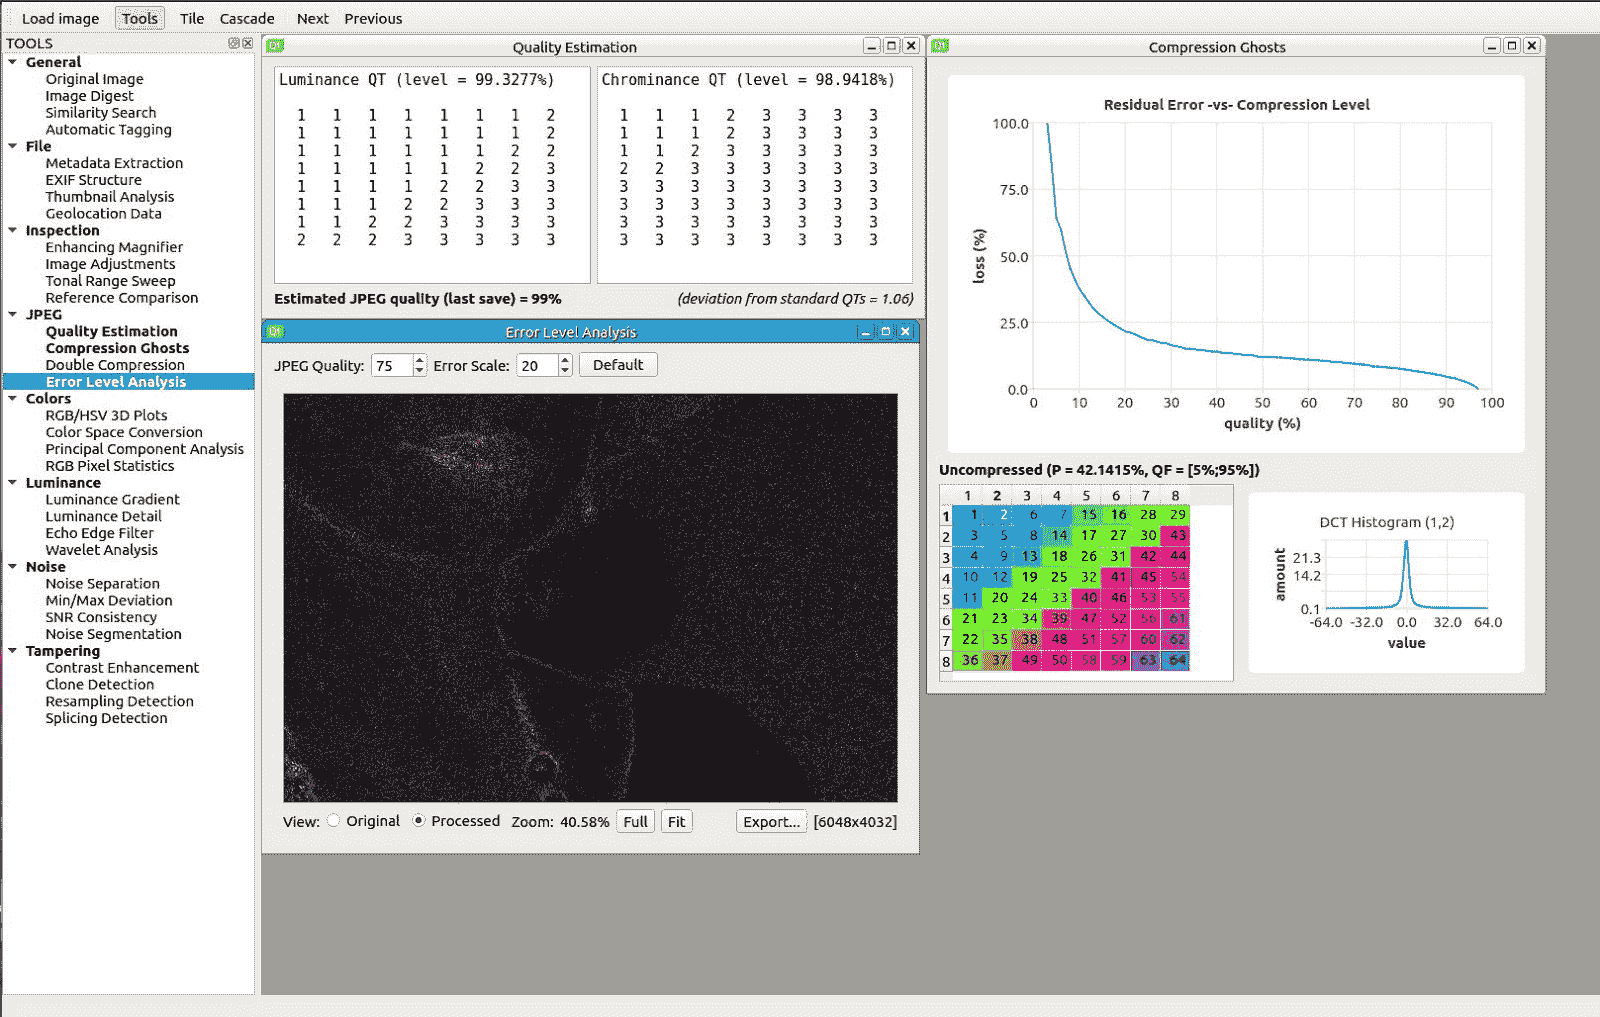 Load image Tools Tile Cascade Next Previous
TOOLS
General
Original Image
Image Digest
Similarity Search
Automatic Tagging
File
Metadata Extraction
EXIF Structure
Thumbnail Analysis
Geolocation Data
Inspection
Enhancing Magnifier
Image Adjustments
Tonal Range Sweep
Reference Comparison
JPEG
Quality Estimation
Compression Ghosts
Double Compression
Error Level Analysis
Colors
RGB/HSV 3D Plots
Color Space Conversion
Principal Component Analysis
RGB Pixel Statistics
Luminance
Luminance Gradient
Luminance Detail
Echo Edge Filter
Wavelet Analysis
Noise
Noise Separation
Min/Max Deviation
SNR Consistency
Noise Segmentation
Tampering
Contrast Enhancement
Clone Detection
Resampling Detection
Splicing Detection
Quality Estimation
Luminance QT (level = 99.3277%)
1 1 1 1 1 1 1 2
1 1 1 1 1 1 1 2
1 1 1 1 1 1 2 2
1 1 1 1 1 2 2 3
1 1 1 1 2 2 3 3
1 1 1 2 2 3 3 3
1 1 2 2 3 3 3 3
2 2 2 3 3 3 3 3
Chrominance QT (level = 98.9418%)
1 1 1 2 3 3 3 3
1 1 1 2 3 3 3 3
1 1 2 3 3 3 3 3
2 2 3 3 3 3 3 3
3 3 3 3 3 3 3 3
3 3 3 3 3 3 3 3
3 3 3 3 3 3 3 3
3 3 3 3 3 3 3 3
Estimated JPEG quality (last save) = 99%
(deviation from standard QTs = 1.06)
Error Level Analysis
JPEG Quality: 75 Error Scale: 20 Default
View: Original Processed Zoom: 40.58% Full Fit Export... [6048x4032]
Compression Ghosts
Residual Error -vs- Compression Level
100.0
75.0
50.0
25.0
0.0
loss (%)
0 10 20 30 40 50 60 70 80 90 100
quality (%)
Uncompressed (P = 42.1415%, QF = [5%;95%])
1 2 3 4 5 6 7 8
1 1 2 6 7 15 16 28 29
2 3 5 8 14 17 27 30 43
3 4 9 13 18 26 31 42 44
4 10 12 19 25 32 41 45 54
5 11 20 24 33 40 46 53 55
6 21 23 34 39 47 52 56 61
7 22 35 38 48 51 57 60 62
8 36 37 49 50 58 59 63 64
DCT Histogram (1,2)
amount
21.3
14.2
0.1
-64.0 -32.0 0.0 32.0 64.0
value